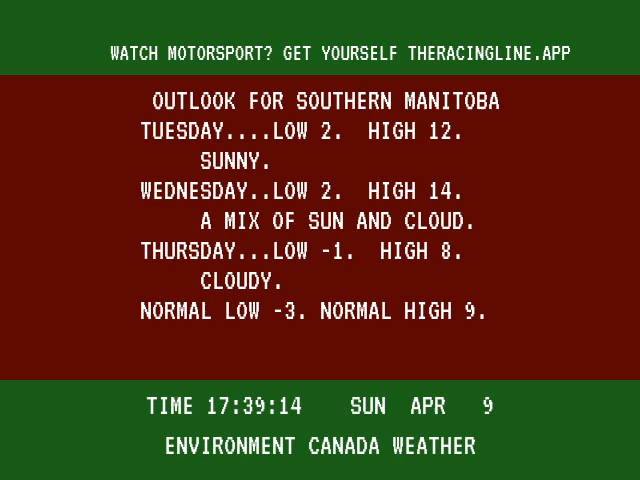 WATCH MOTORSPORT? GET YOURSELF THERACINGLINE.APP
OUTLOOK FOR SOUTHERN MANITOBA
TUESDAY....LOW 2.  HIGH 12.
SUNNY.
WEDNESDAY..LOW 2.  HIGH 14.
A MIX OF SUN AND CLOUD.
THURSDAY...LOW -1.  HIGH 8.
CLOUDY.
NORMAL LOW -3. NORMAL HIGH 9.
TIME 17:39:14    SUN  APR   9
ENVIRONMENT CANADA WEATHER